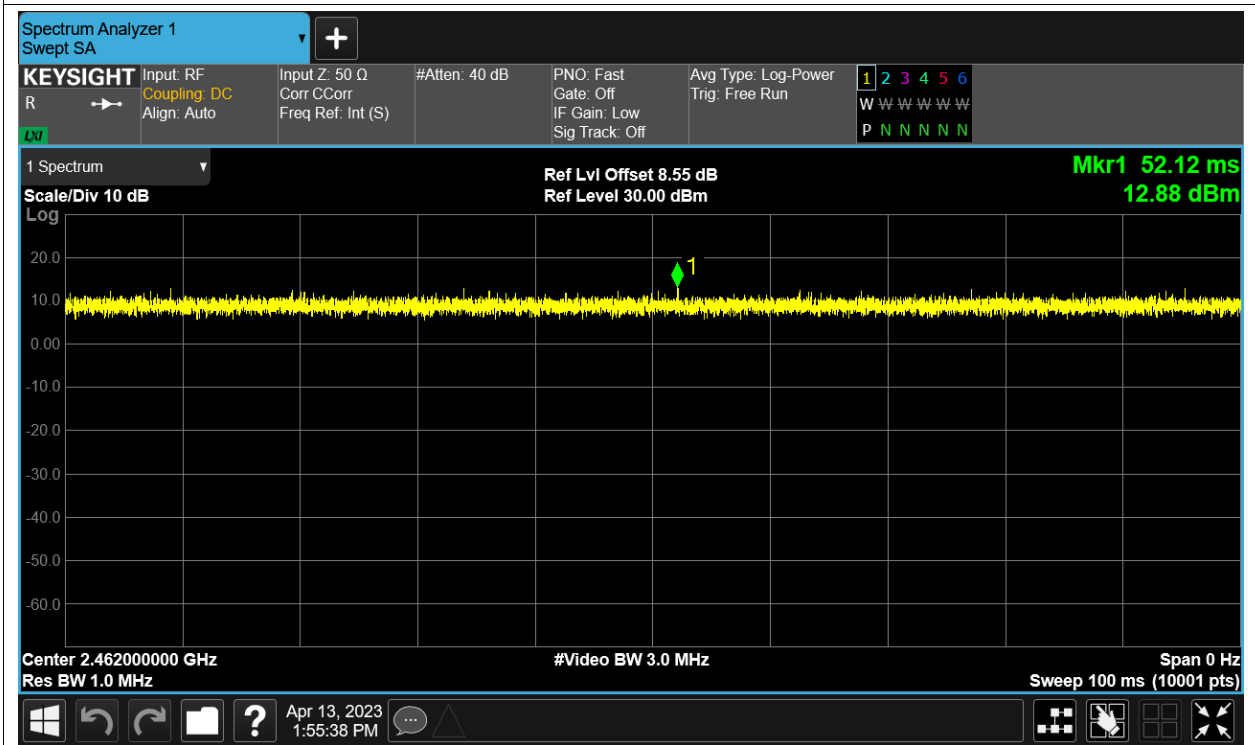 Spectrum Analyzer 1
Swept SA
KEYSIGHT
R
LXI
Input: RF
Coupling: DC
Align: Auto
Input Z: 50 Ω
Corr CCorr
Freq Ref: Int (S)
#Atten: 40 dB
PNO: Fast
Gate: Off
IF Gain: Low
Sig Track: Off
Avg Type: Log-Power
Trig: Free Run
1 2 3 4 5 6
W W W W W W
P N N N N N
1 Spectrum
Scale/Div 10 dB
Log
Ref Lvl Offset 8.55 dB
Ref Level 30.00 dBm
Mkr1 52.12 ms
12.88 dBm
1
20.0
10.0
0.00
-10.0
-20.0
-30.0
-40.0
-50.0
-60.0
Center 2.462000000 GHz
Res BW 1.0 MHz
#Video BW 3.0 MHz
Span 0 Hz
Sweep 100 ms (10001 pts)
?
Apr 13, 2023
1:55:38 PM